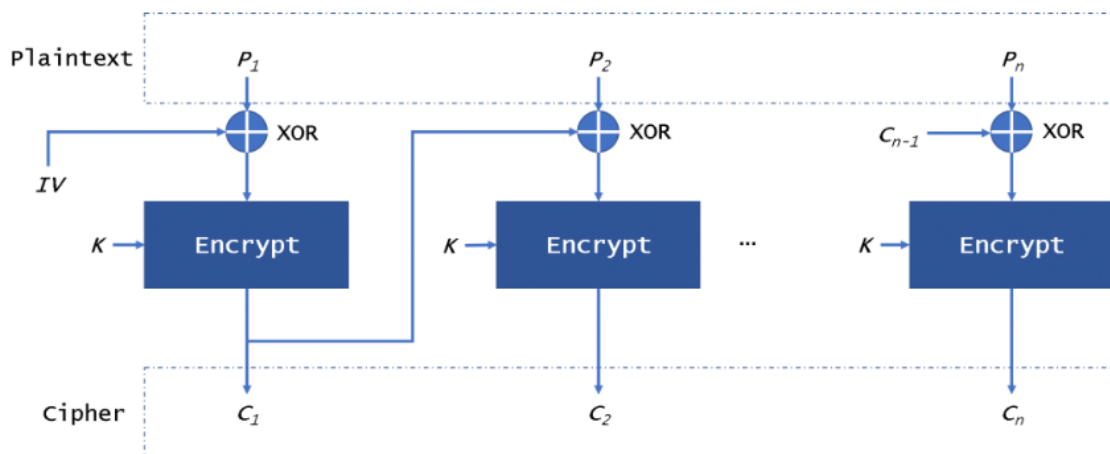 Plaintext P1 P2 Pn
XOR XOR Cn-1 XOR
IV
K Encrypt K Encrypt ... K Encrypt
Cipher C1 C2 Cn